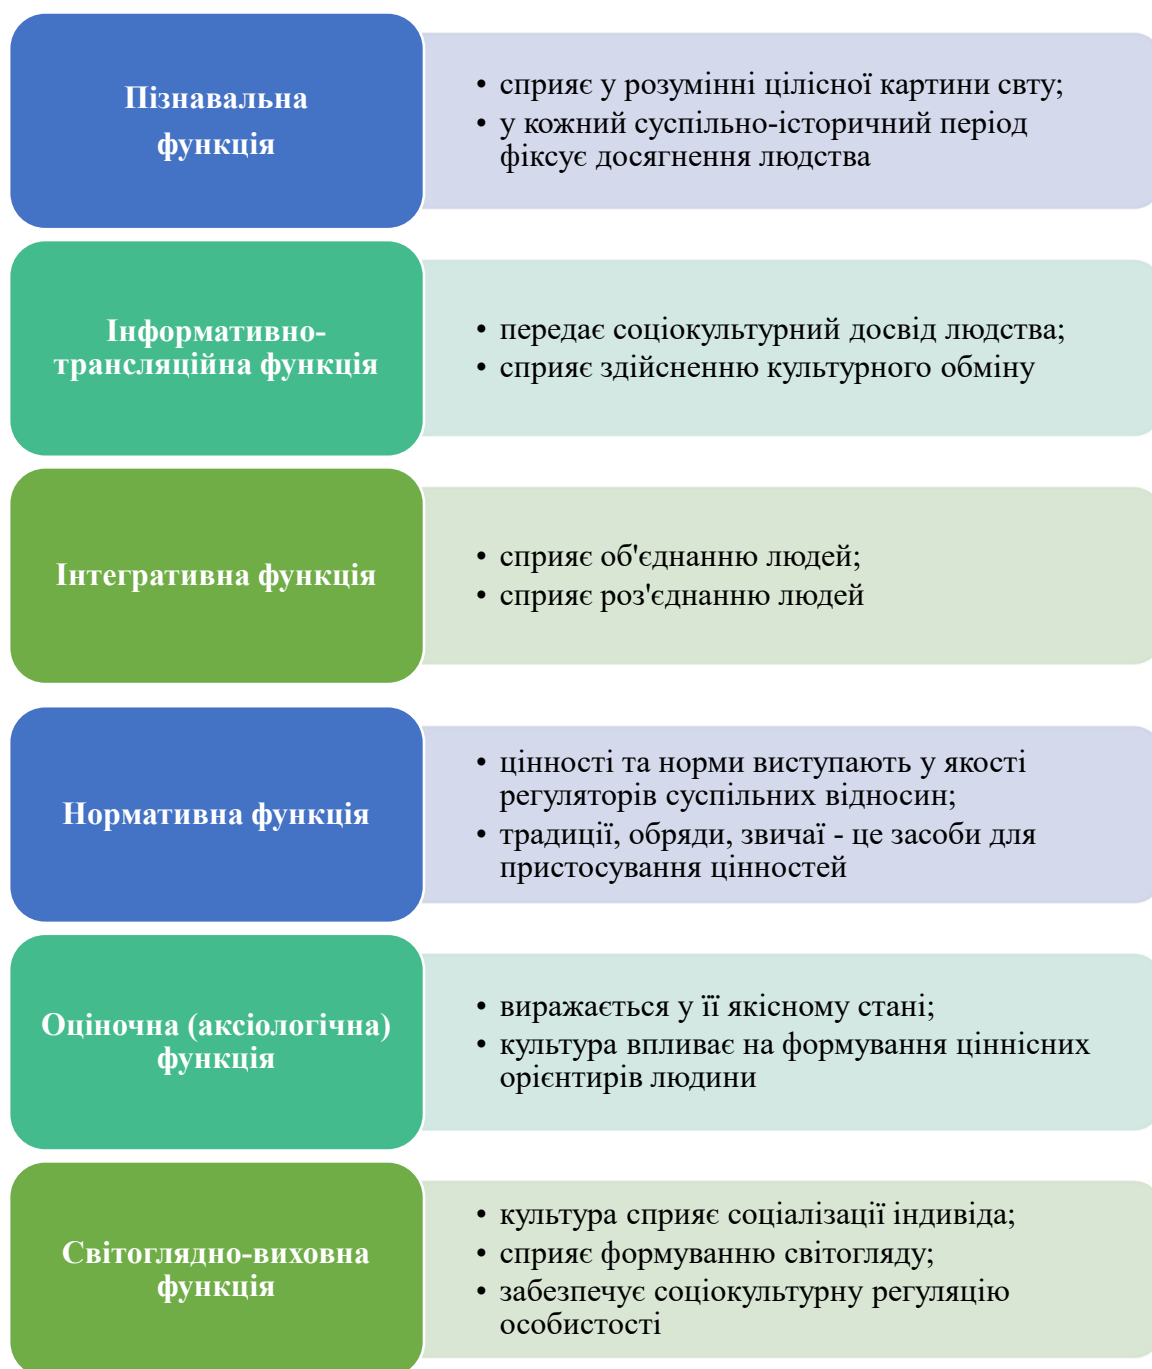 Пізнавальна
функція
• сприяє у розумінні цілісної картини свту;
• у кожний суспільно-історичний період
фіксує досягнення людства
Інформативно-
трансляційна функція
• передає соціокультурний досвід людства;
• сприяє здійсненню культурного обміну
Інтегративна функція
• сприяє об'єднанню людей;
• сприяє роз'єднанню людей
Нормативна функція
• цінності та норми виступають у якості
регуляторів суспільних відносин;
• традиції, обряди, звичаї - це засоби для
пристосування цінностей
Оціночна (аксіологічна)
функція
• виражається у її якісному стані;
• культура впливає на формування ціннісних
орієнтирів людини
Світоглядно-виховна
функція
• культура сприяє соціалізації індивіда;
• сприяє формуванню світогляду;
• забезпечує соціокультурну регуляцію
особистості